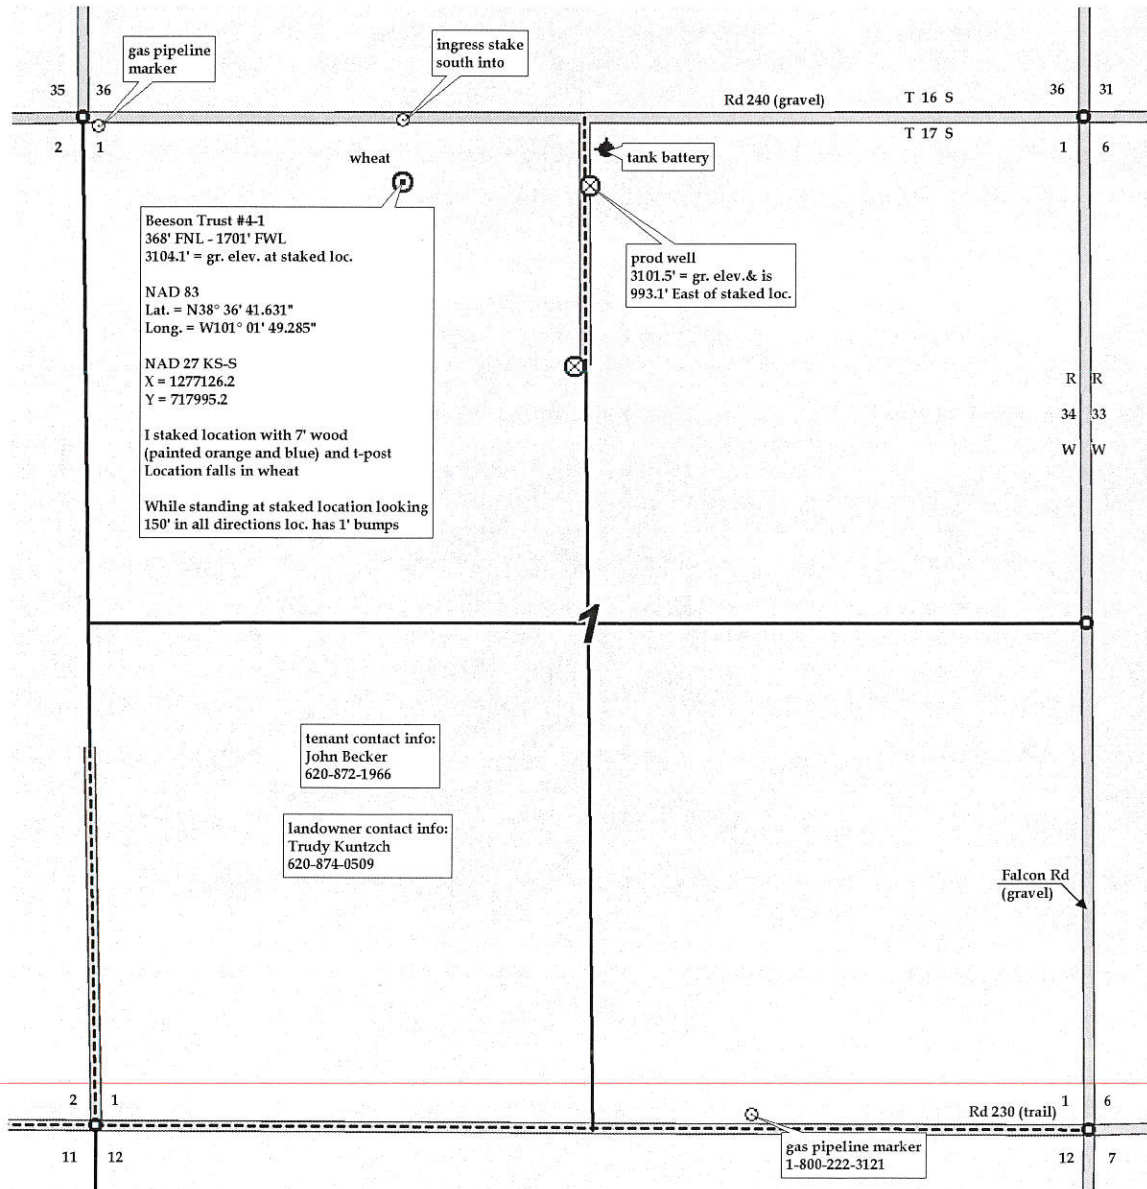 gas pipeline
marker
ingress stake
south into
35 36
36 31
Rd 240 (gravel)
T 16 S
T 17 S
2 1
1 6
wheat
tank battery
Beeson Trust #4-1
368' FNL - 1701' FWL
3104.1' = gr. elev. at staked loc.
NAD 83
Lat. = N38° 36' 41.631"
Long. = W101° 01' 49.285"
NAD 27 KS-S
X = 1277126.2
Y = 717995.2
I staked location with 7' wood
(painted orange and blue) and t-post
Location falls in wheat
While standing at staked location looking
150' in all directions loc. has 1' bumps
prod well
3101.5' = gr. elev.& is
993.1' East of staked loc.
R R
34 33
W W
1
tenant contact info:
John Becker
620-872-1966
landowner contact info:
Trudy Kuntzch
620-874-0509
Falcon Rd
(gravel)
2 1
Rd 230 (trail)
1 6
11 12
gas pipeline marker
1-800-222-3121
12 7